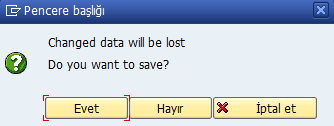 Pencere başlığı
Changed data will be lost
Do you want to save?
Evet Hayır İptal et